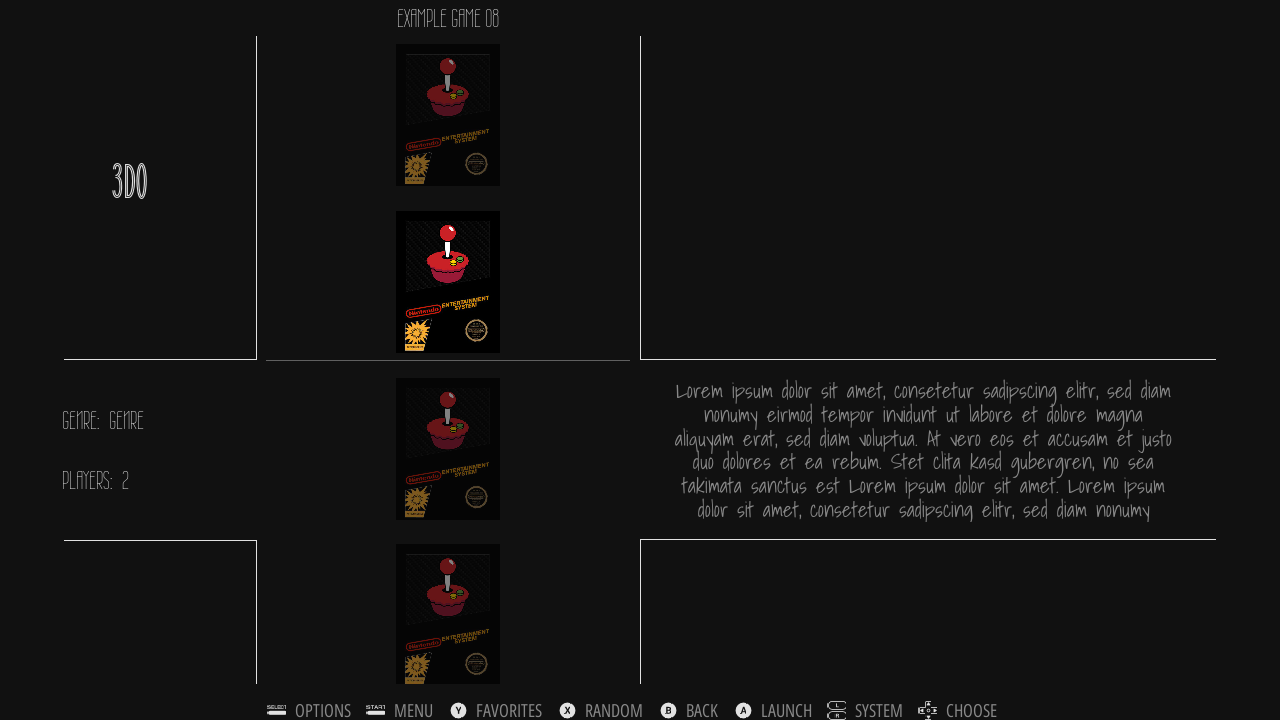 EXAMPLE GAME 08
3DO
Nintendo
ENTERTAINMENT
SYSTEM
Nintendo
ENTERTAINMENT
SYSTEM
GENRE: GENRE
PLAYERS: 2
Nintendo
ENTERTAINMENT
SYSTEM
Lorem ipsum dolor sit amet, consetetur sadipscing elitr, sed diam
nonumy eirmod tempor invidunt ut labore et dolore magna
aliquyam erat, sed diam voluptua. At vero eos et accusam et justo
duo dolores et ea rebum. Stet clita kasd gubergren, no sea
takimata sanctus est Lorem ipsum dolor sit amet. Lorem ipsum
dolor sit amet, consetetur sadipscing elitr, sed diam nonumy
Nintendo
ENTERTAINMENT
SYSTEM
SELECT OPTIONS START MENU Y FAVORITES X RANDOM B BACK A LAUNCH L R SYSTEM CHOOSE